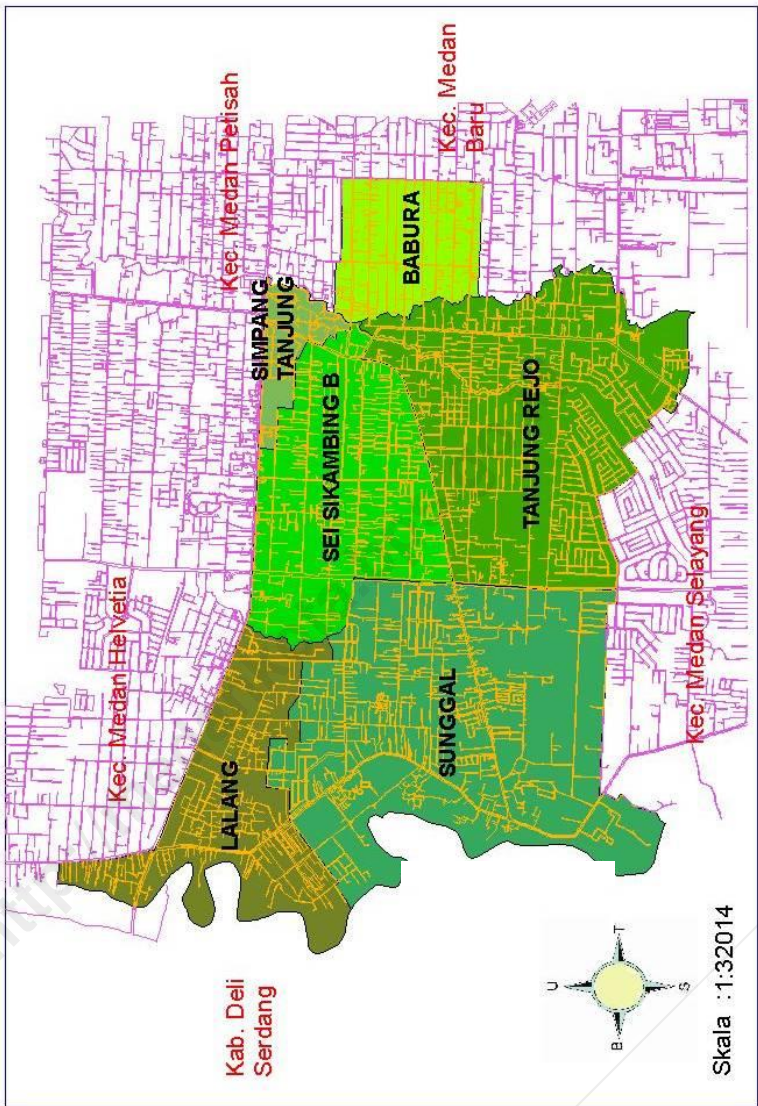 Kec. Medan Petisah
Kec. Medan
Baru
Kec. Medan Helvetia
SIMPANG
TANJUNG
BABURA
SEI SIKAMBING B
TANJUNG REJO
LALANG
SUNGGAL
Kec. Medan Selayang
Kab. Deli
Serdang
U
B
T
S
Skala : 1:32014